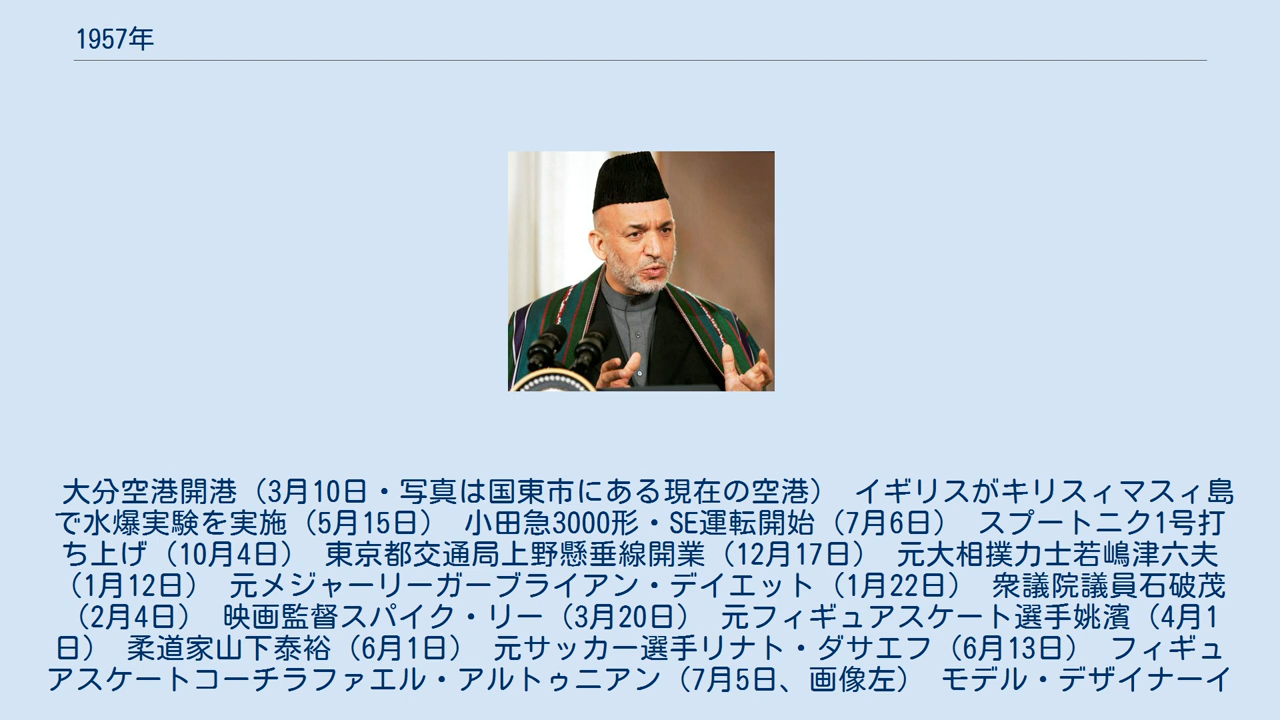 1957年
大分空港開港（3月10日・写真は国東市にある現在の空港）　イギリスがキリスィマスィ島
で水爆実験を実施（5月15日）　小田急3000形・SE運転開始（7月6日）　スプートニク1号打
ち上げ（10月4日）　東京都交通局上野懸垂線開業（12月17日）　元大相撲力士若嶋津六夫
（1月12日）　元メジャーリーガーブライアン・デイエット（1月22日）　衆議院議員石破茂
（2月4日）　映画監督スパイク・リー（3月20日）　元フィギュアスケート選手姚濱（4月1
日）　柔道家山下泰裕（6月1日）　元サッカー選手リナト・ダサエフ（6月13日）　フィギュ
アスケートコーチラファエル・アルトゥニアン（7月5日、画像左）　モデル・デザイナーイ